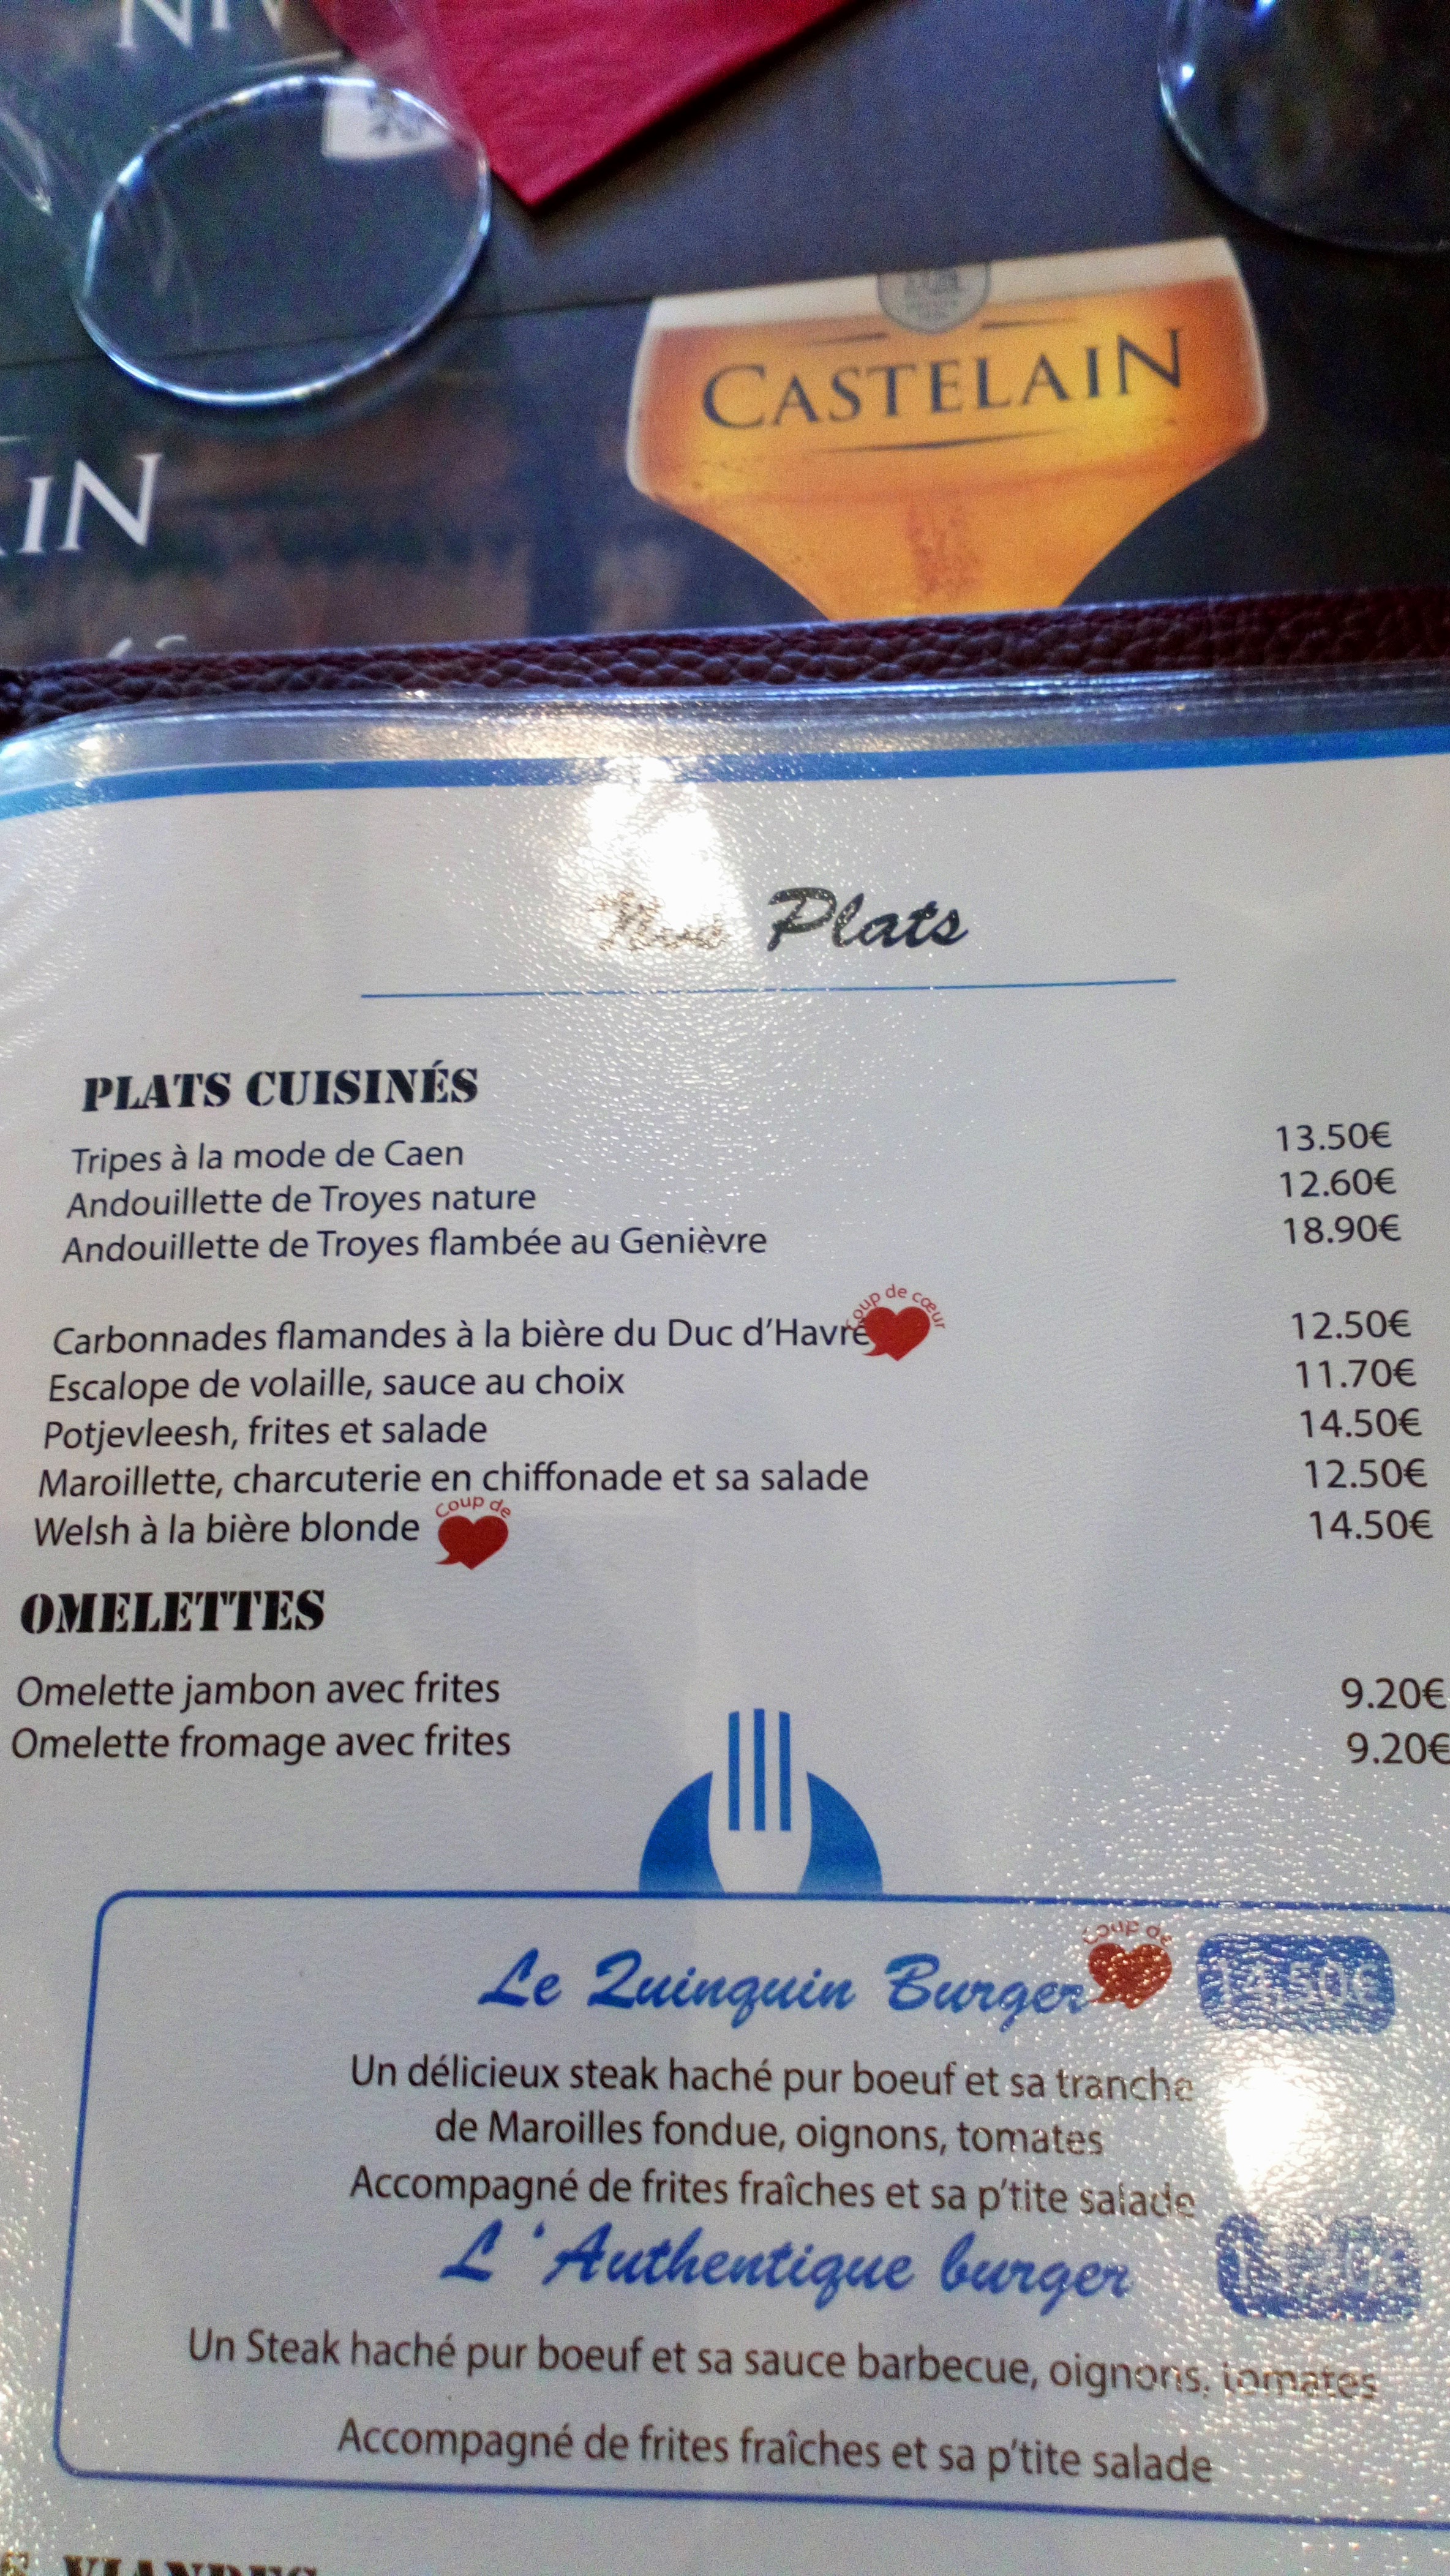 CASTELAIN
Plats
PLATS CUISINÉS
Tripes à la mode de Caen 13.50€
Andouillette de Troyes nature 12.60€
Andouillette de Troyes flambée au Genièvre 18.90€
Carbonnades flamandes à la bière du Duc d'Havré Coup de cœur 12.50€
Escalope de volaille, sauce au choix 11.70€
Potjevleesh, frites et salade 14.50€
Maroillette, charcuterie en chiffonade et sa salade 12.50€
Welsh à la bière blonde Coup de 14.50€
OMELETTES
Omelette jambon avec frites 9.20€
Omelette fromage avec frites 9.20€
Le Quinquin Burger Coup de 14,50€
Un délicieux steak haché pur boeuf et sa tranche
de Maroilles fondue, oignons, tomates
Accompagné de frites fraîches et sa p'tite salade
L'Authentique burger
Un Steak haché pur boeuf et sa sauce barbecue, oignons, tomates
Accompagné de frites fraîches et sa p'tite salade
VIANDES